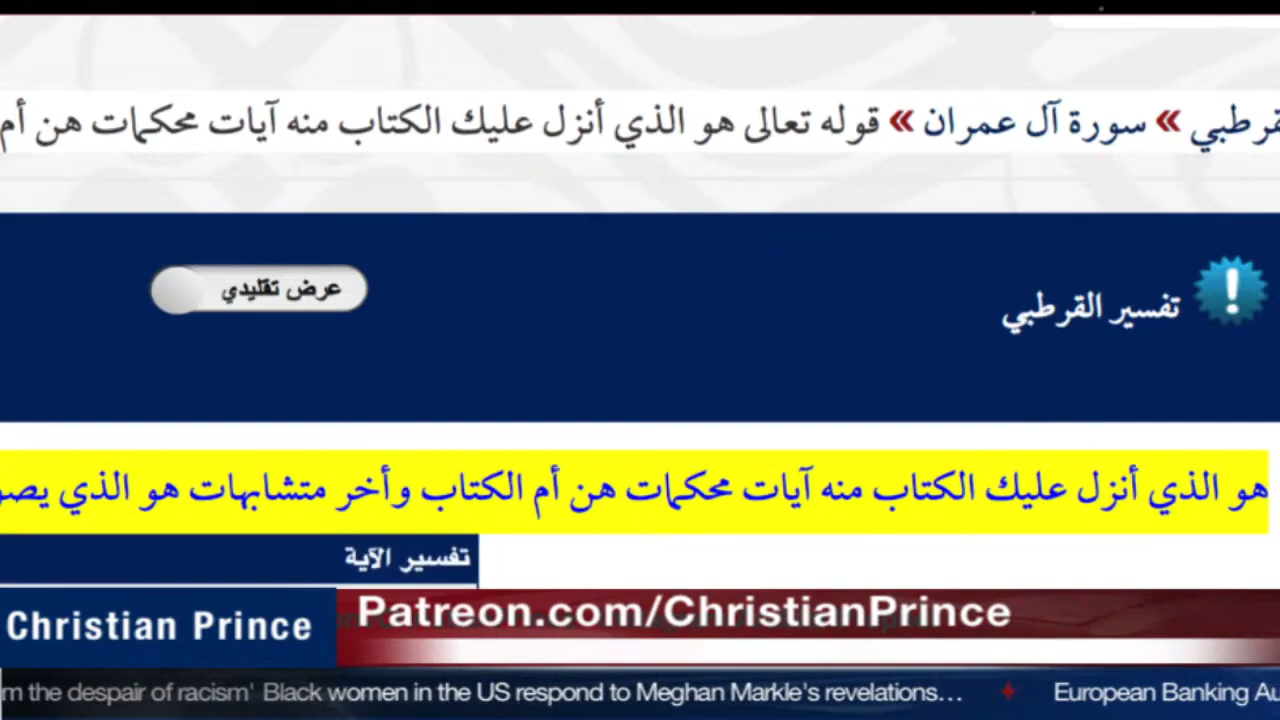 قرطبي » سورة آل عمران » قوله تعالى هو الذي أنزل عليك الكتاب منه آيات محكمات هن أم
عرض تقليدي
تفسير القرطبي
هو الذي أنزل عليك الكتاب منه آيات محكمات هن أم الكتاب وأخر متشابهات هو الذي
تفسير الآية
Patreon.com/ChristianPrince
Christian Prince
m the despair of racism' Black women in the US respond to Meghan Markle's revelations… European Banking Au